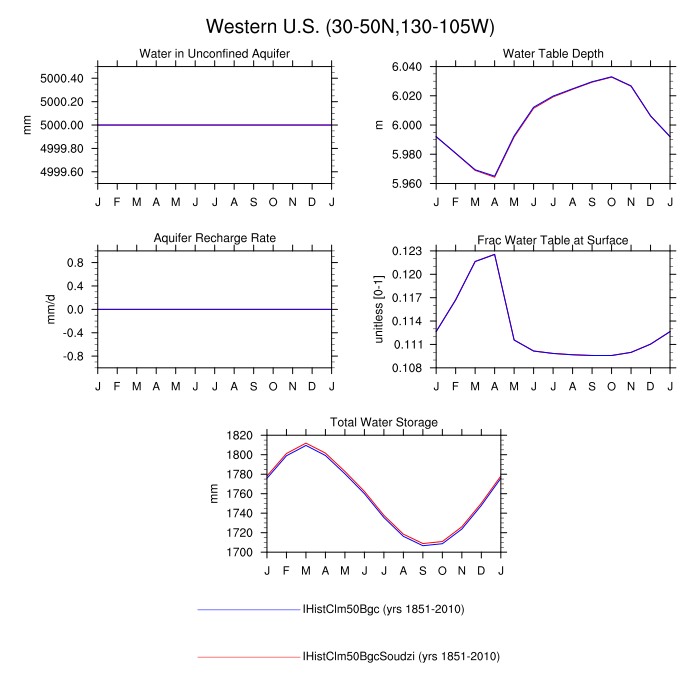 Western U.S. (30-50N,130-105W)
Water in Unconfined Aquifer
5000.40
5000.20
5000.00
4999.80
4999.60
mm
J F M A M J J A S O N D J
Water Table Depth
6.040
6.020
6.000
5.980
5.960
m
J F M A M J J A S O N D J
Aquifer Recharge Rate
0.8
0.4
0.0
-0.4
-0.8
mm/d
J F M A M J J A S O N D J
Frac Water Table at Surface
0.123
0.120
0.117
0.114
0.111
0.108
unitless [0-1]
J F M A M J J A S O N D J
Total Water Storage
1820
1800
1780
1760
1740
1720
1700
mm
J F M A M J J A S O N D J
IHistClm50Bgc (yrs 1851-2010)
IHistClm50BgcSoudzi (yrs 1851-2010)